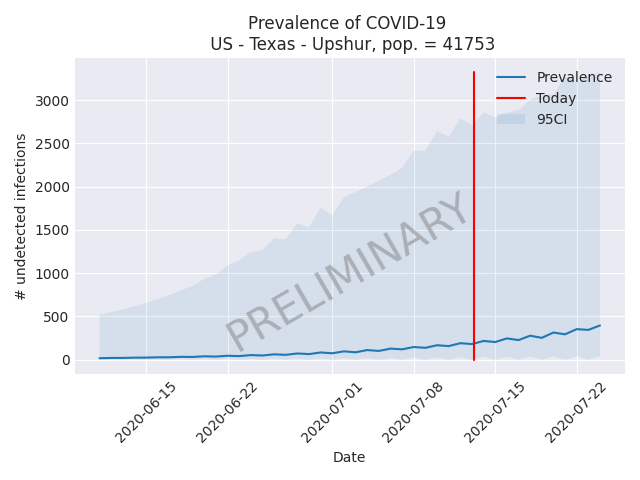 Prevalence of COVID-19
US - Texas - Upshur, pop. = 41753
Prevalence
Today
95CI
3000
2500
2000
1500
1000
500
0
# undetected infections
PRELIMINARY
2020-06-15
2020-06-22
2020-07-01
2020-07-08
2020-07-15
2020-07-22
Date